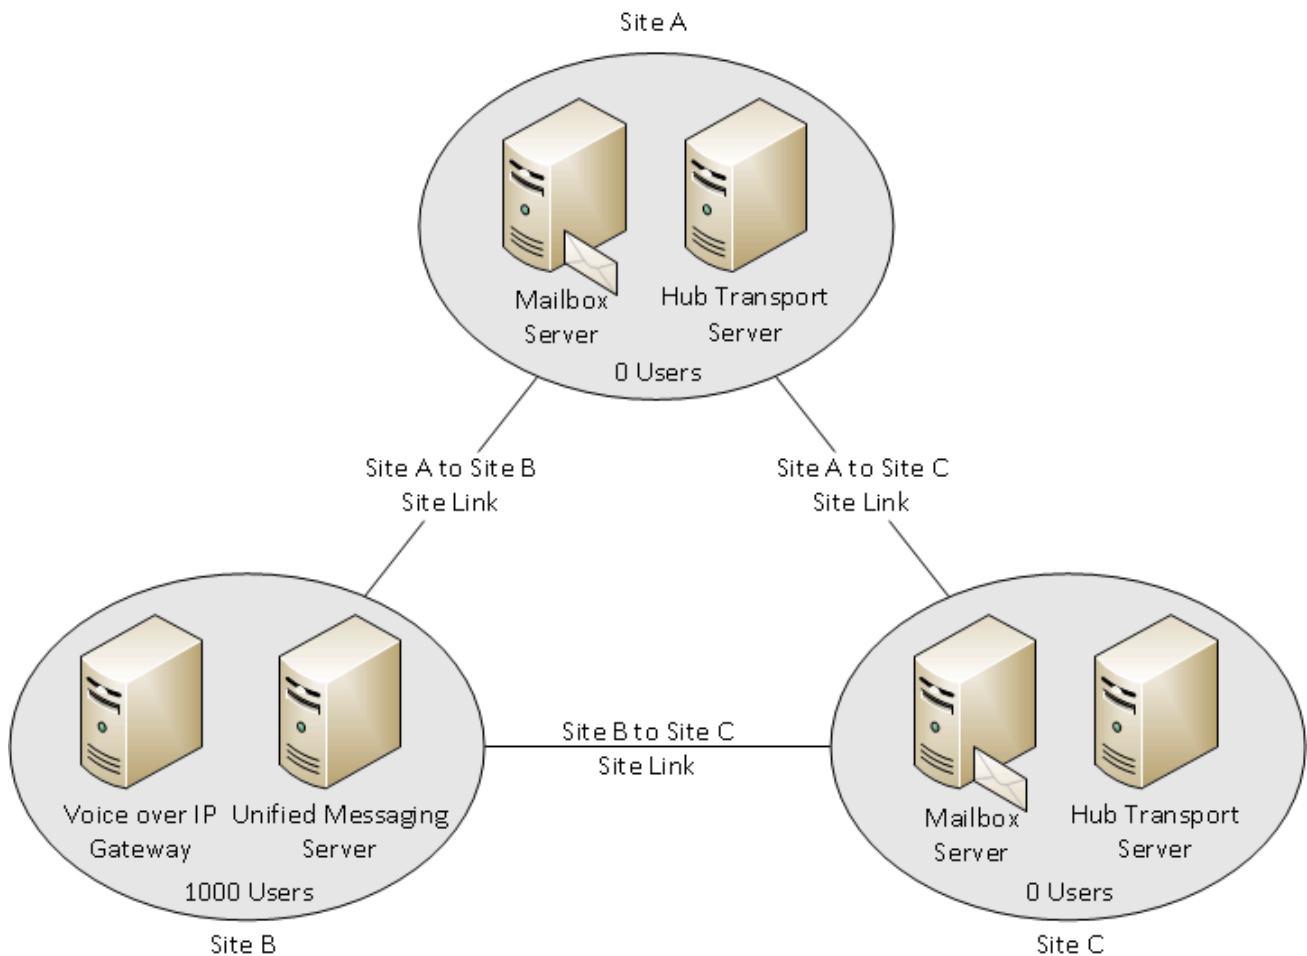 Site A
Mailbox
Server
Hub Transport
Server
0 Users
Site A to Site B
Site Link
Site A to Site C
Site Link
Voice over IP
Gateway
Unified Messaging
Server
1000 Users
Site B
Site B to Site C
Site Link
Mailbox
Server
Hub Transport
Server
0 Users
Site C